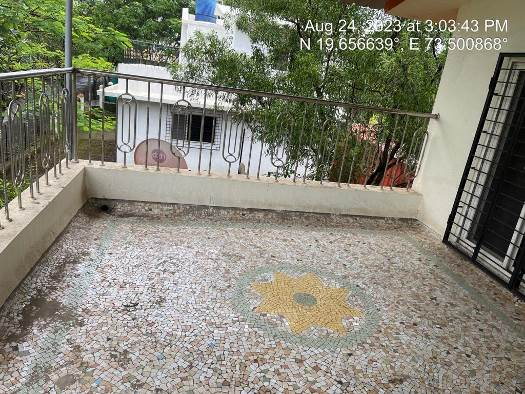 Aug 24, 2023 at 3:03:43 PM
N 19.656639°, E 73.500868°